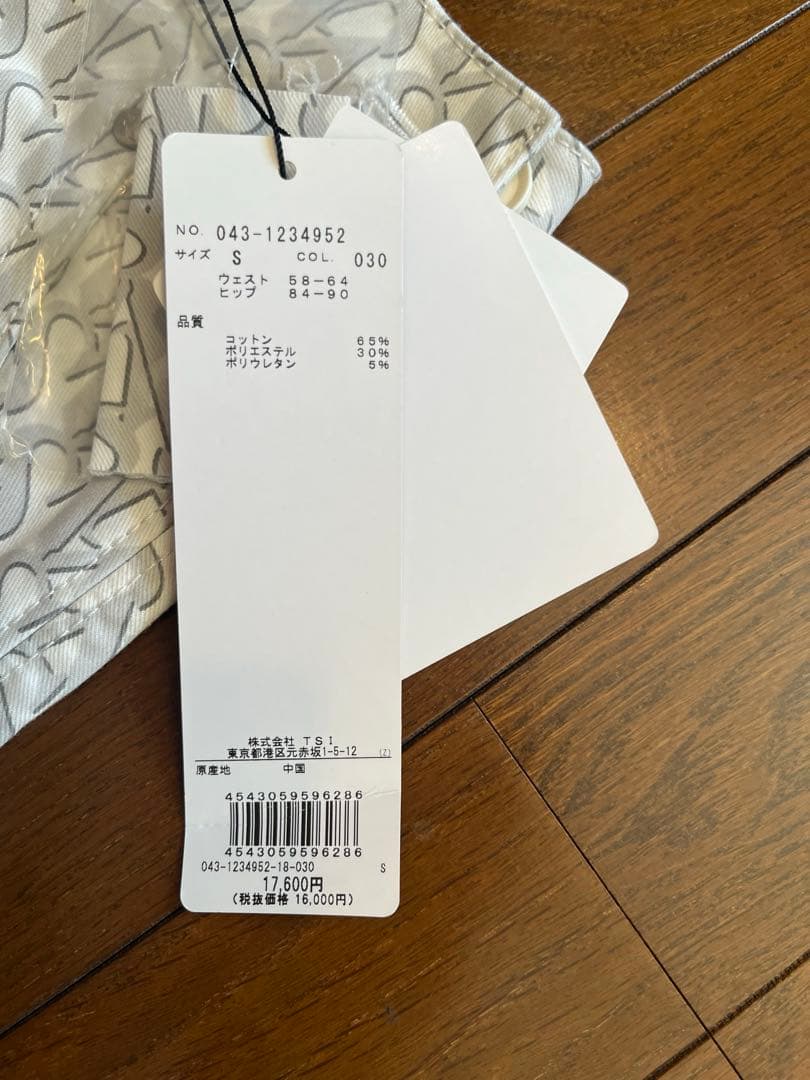 NO. 043-1234952
サイズ S COL. 030
ウェスト 58-64
ヒップ 84-90
品質
コットン 65%
ポリエステル 30%
ポリウレタン 5%
株式会社 TSI
東京都港区元赤坂1-5-12 (Z)
原産地 中国
4543059596286
4543059596286
043-1234952-18-030 S
17,600円
(税抜価格 16,000円)